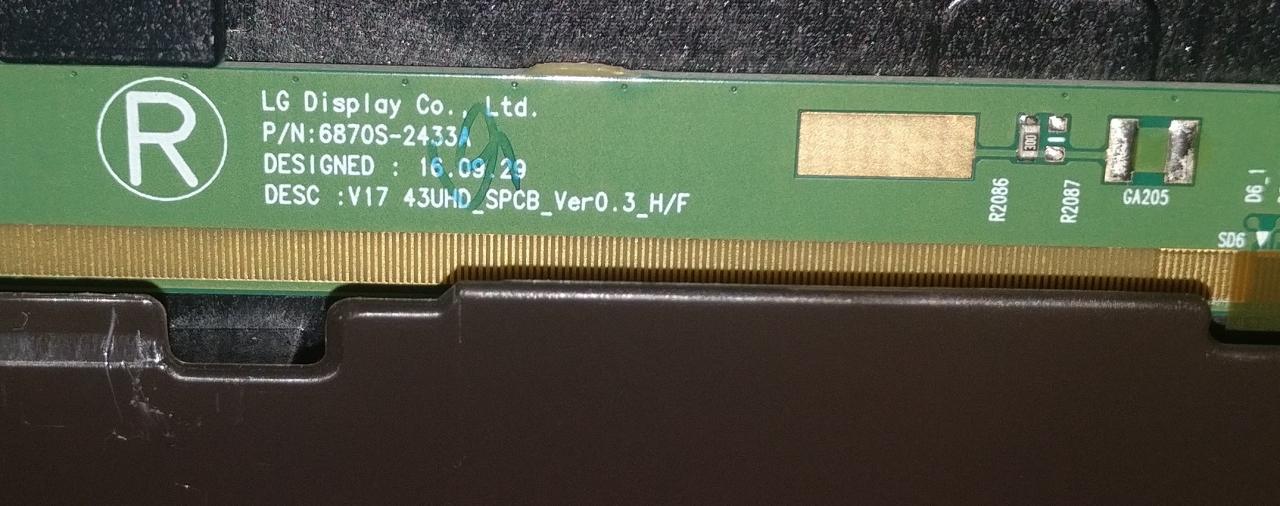 R
LG Display Co., Ltd.
P/N:6870S-2433A
DESIGNED : 16.09.29
DESC :V17 43UHD_SPCB_Ver0.3_H/F
300
R2086
R2087
GA205
D6_1
SD6